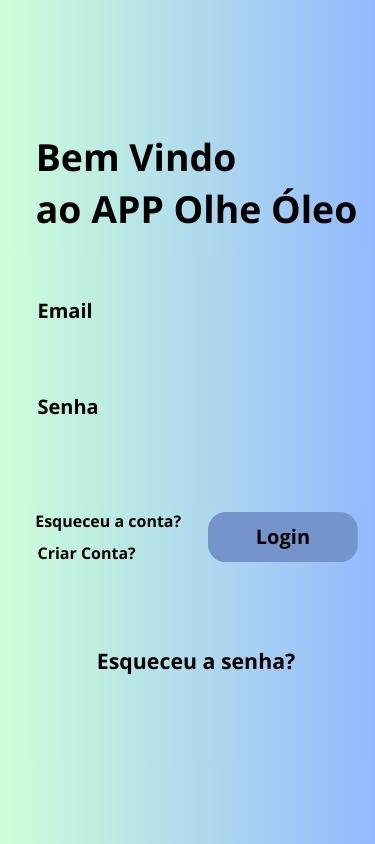 Bem Vindo
ao APP Olhe Óleo
Email
Senha
Esqueceu a conta?
Criar Conta?
Login
Esqueceu a senha?